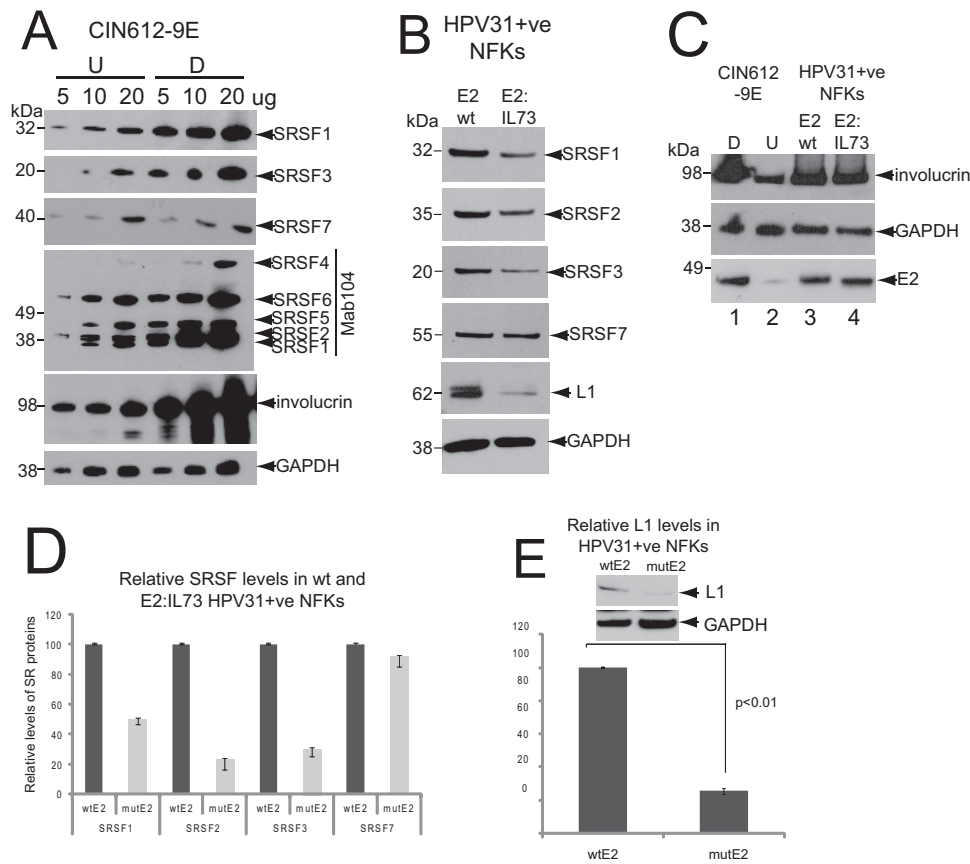 A
CIN612-9E
U D
5 10 20 5 10 20 ug
kDa
32 SRSF1
20 SRSF3
40 SRSF7
SRSF4
SRSF6
49 SRSF5
SRSF2
38 SRSF1
Mab104
98 involucrin
38 GAPDH
B
HPV31+ve
NFKs
E2 E2:
wt IL73
kDa
32 SRSF1
35 SRSF2
20 SRSF3
55 SRSF7
62 L1
38 GAPDH
C
CIN612
-9E
HPV31+ve
NFKs
E2 E2:
D U wt IL73
kDa
98 involucrin
38 GAPDH
49 E2
1 2 3 4
D
Relative SRSF levels in wt and
E2:IL73 HPV31+ve NFKs
Relative levels of SR proteins
120
100
80
60
40
20
0
wtE2 mutE2 wtE2 mutE2 wtE2 mutE2 wtE2 mutE2
SRSF1 SRSF2 SRSF3 SRSF7
E
Relative L1 levels in
HPV31+ve NFKs
wtE2 mutE2
L1
GAPDH
120
100
80
60
40
20
0
p<0.01
wtE2 mutE2